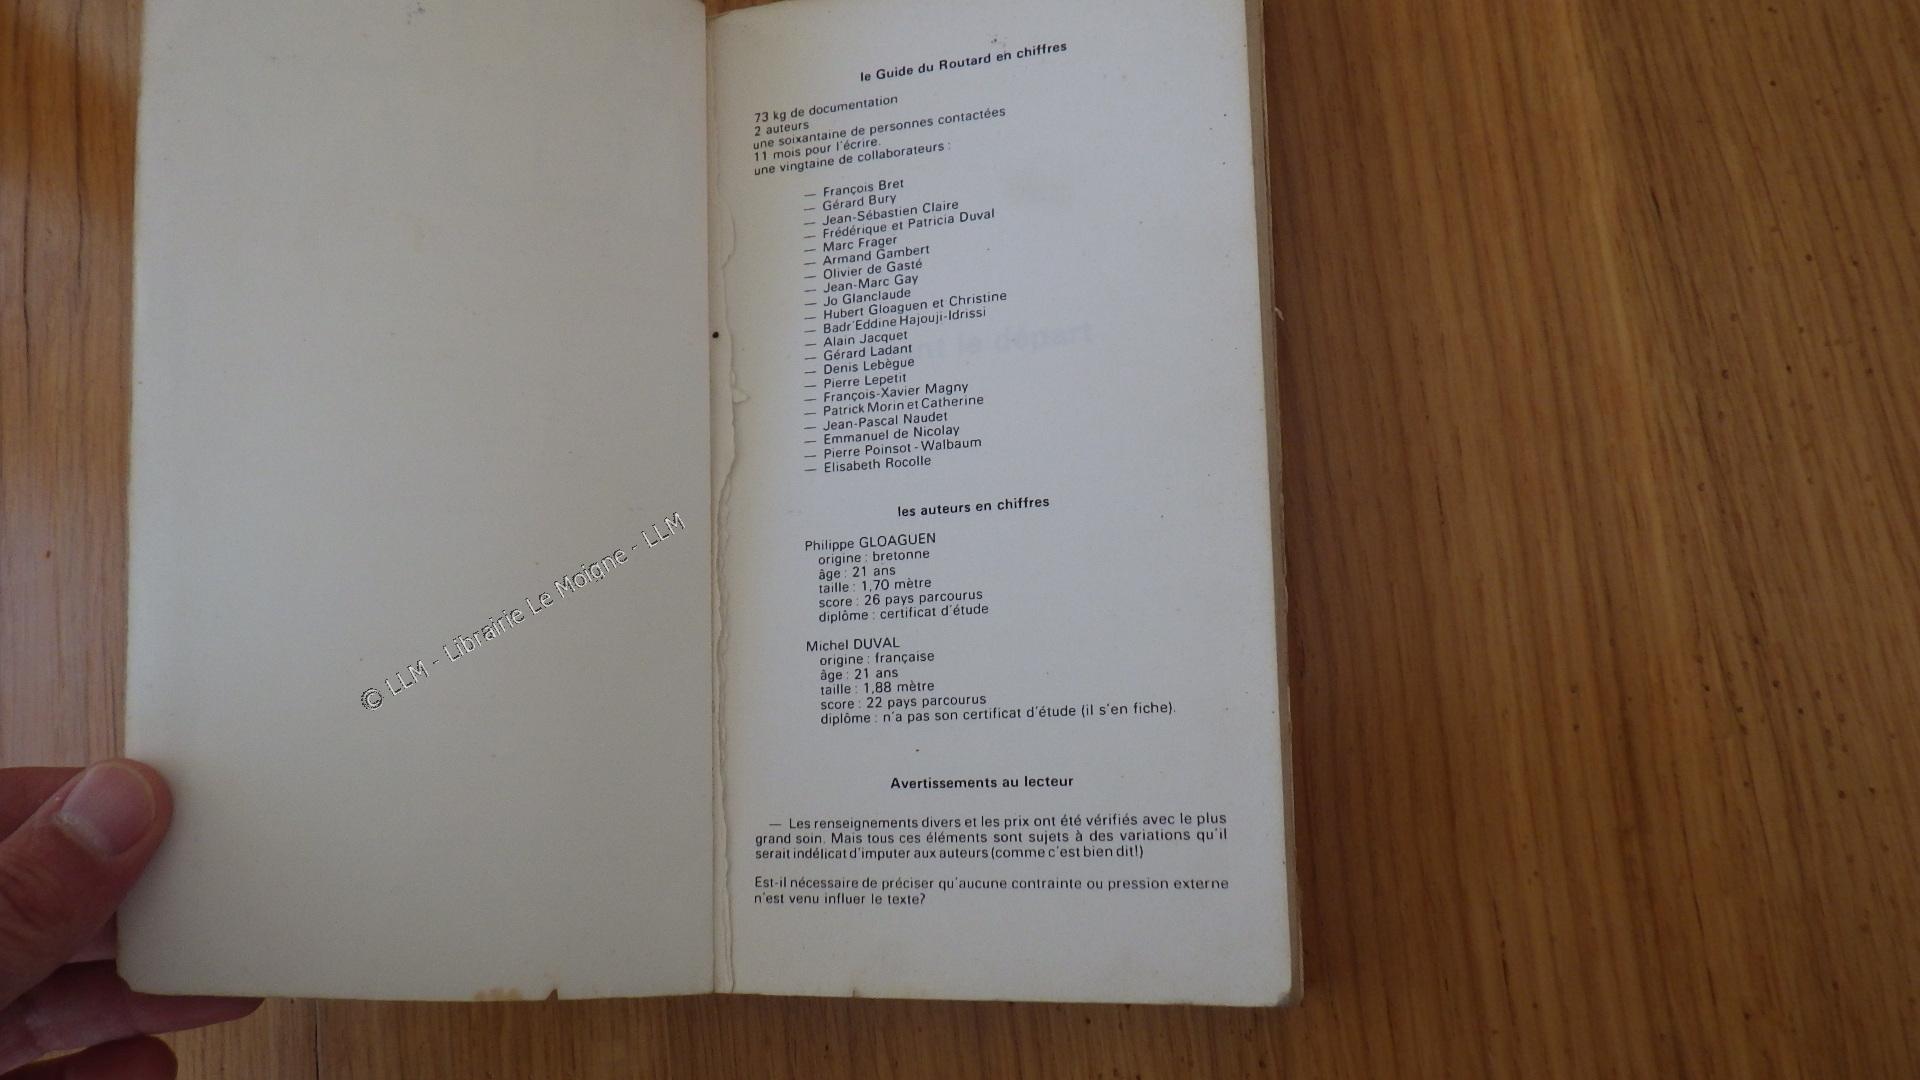 le Guide du Routard en chiffres
73 kg de documentation
2 auteurs
une soixantaine de personnes contactées
11 mois pour l'écrire.
une vingtaine de collaborateurs :
— François Bret
— Gérard Bury
— Jean-Sébastien Claire
— Frédérique et Patricia Duval
— Marc Frager
— Armand Gambert
— Olivier de Gasté
— Jean-Marc Gay
— Jo Glanclaude
— Hubert Gloaguen et Christine
— Badr'Eddine Hajouji-Idrissi
— Alain Jacquet
— Gérard Ladant
— Denis Lebègue
— Pierre Lepetit
— François-Xavier Magny
— Patrick Morin et Catherine
— Jean-Pascal Naudet
— Emmanuel de Nicolay
— Pierre Poinsot - Walbaum
— Elisabeth Rocolle
les auteurs en chiffres
Philippe GLOAGUEN
origine : bretonne
âge : 21 ans
taille : 1,70 mètre
score : 26 pays parcourus
diplôme : certificat d'étude
Michel DUVAL
origine : française
âge : 21 ans
taille : 1,88 mètre
score : 22 pays parcourus
diplôme : n'a pas son certificat d'étude (il s'en fiche).
Avertissements au lecteur
— Les renseignements divers et les prix ont été vérifiés avec le plus
grand soin. Mais tous ces éléments sont sujets à des variations qu'il
serait indélicat d'imputer aux auteurs (comme c'est bien dit!)
Est-il nécessaire de préciser qu'aucune contrainte ou pression externe
n'est venu influer le texte?
© LLM - Librairie Le Moigne - LLM